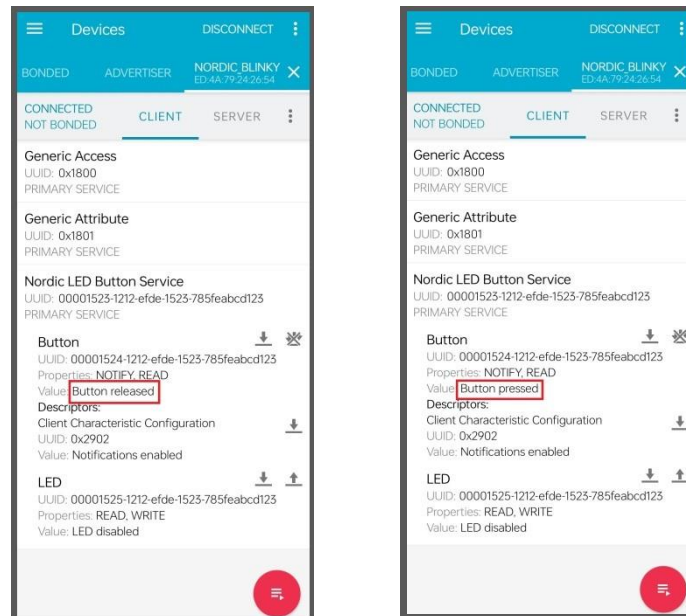 Devices
DISCONNECT
BONDED
ADVERTISER
NORDIC_BLINKY
ED:4A:79:24:26:54
CONNECTED
NOT BONDED
CLIENT
SERVER
Generic Access
UUID: 0x1800
PRIMARY SERVICE
Generic Attribute
UUID: 0x1801
PRIMARY SERVICE
Nordic LED Button Service
UUID: 00001523-1212-efde-1523-785feabcd123
PRIMARY SERVICE
Button
UUID: 00001524-1212-efde-1523-785feabcd123
Properties: NOTIFY, READ
Value: Button released
Descriptors:
Client Characteristic Configuration
UUID: 0x2902
Value: Notifications enabled
LED
UUID: 00001525-1212-efde-1523-785feabcd123
Properties: READ, WRITE
Value: LED disabled
Devices
DISCONNECT
BONDED
ADVERTISER
NORDIC_BLINKY
ED:4A:79:24:26:54
CONNECTED
NOT BONDED
CLIENT
SERVER
Generic Access
UUID: 0x1800
PRIMARY SERVICE
Generic Attribute
UUID: 0x1801
PRIMARY SERVICE
Nordic LED Button Service
UUID: 00001523-1212-efde-1523-785feabcd123
PRIMARY SERVICE
Button
UUID: 00001524-1212-efde-1523-785feabcd123
Properties: NOTIFY, READ
Value: Button pressed
Descriptors:
Client Characteristic Configuration
UUID: 0x2902
Value: Notifications enabled
LED
UUID: 00001525-1212-efde-1523-785feabcd123
Properties: READ, WRITE
Value: LED disabled